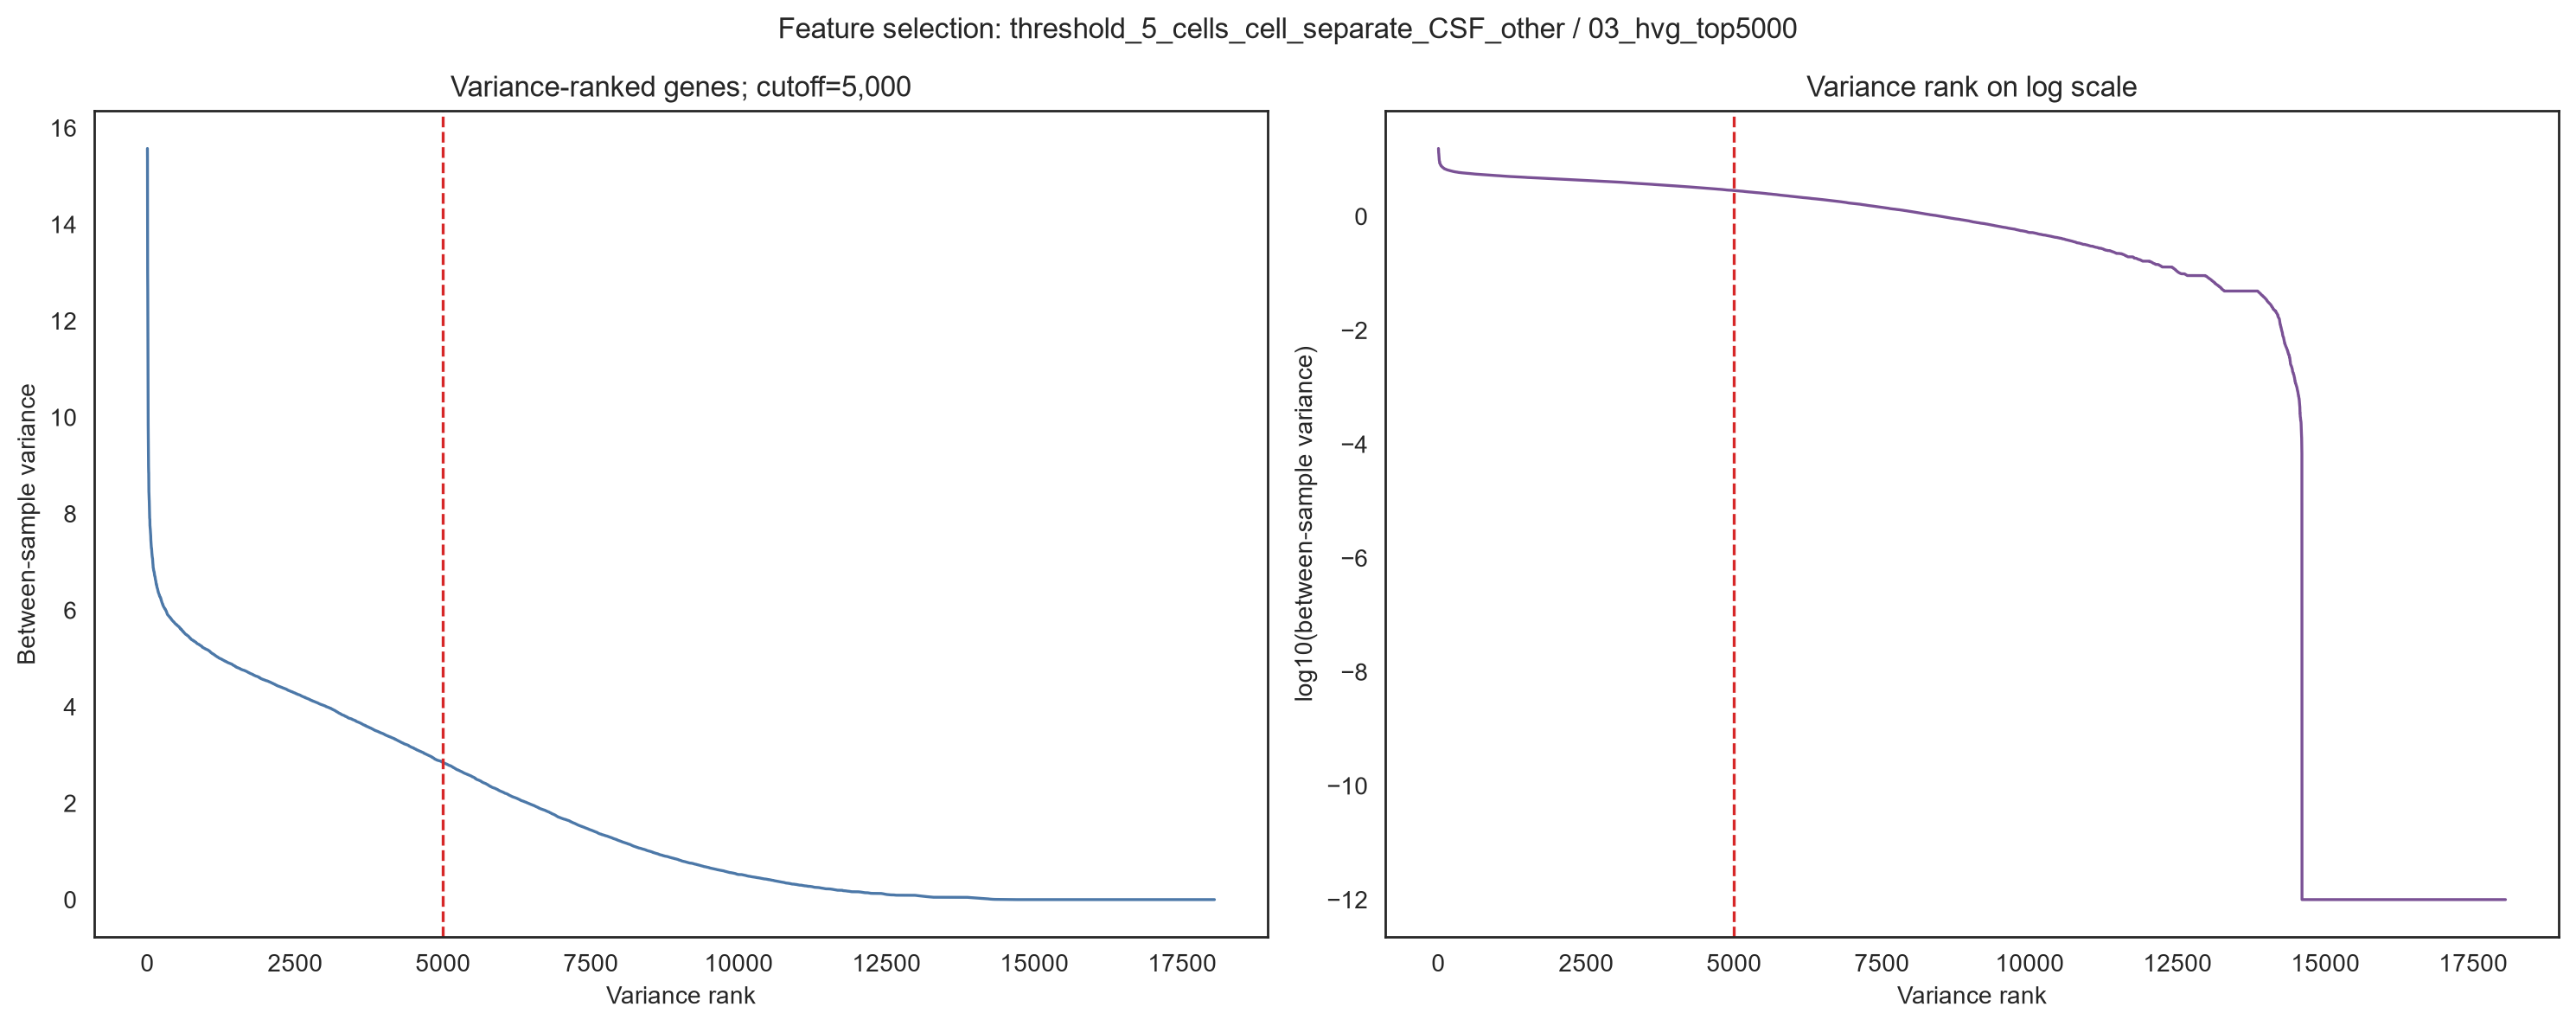 Feature selection: threshold_5_cells_cell_separate_CSF_other / 03_hvg_top5000
Variance-ranked genes; cutoff=5,000
Between-sample variance
16
14
12
10
8
6
4
2
0
0 2500 5000 7500 10000 12500 15000 17500
Variance rank
Variance rank on log scale
log10(between-sample variance)
0
−2
−4
−6
−8
−10
−12
0 2500 5000 7500 10000 12500 15000 17500
Variance rank